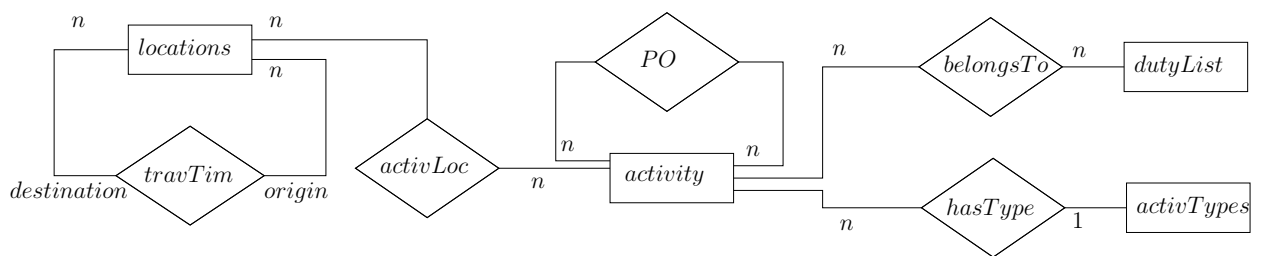 n
n
locations
n
destination
travTim
origin
activLoc
n
PO
n
n
activity
n
belongsTo
n
dutyList
n
hasType
1
activTypes